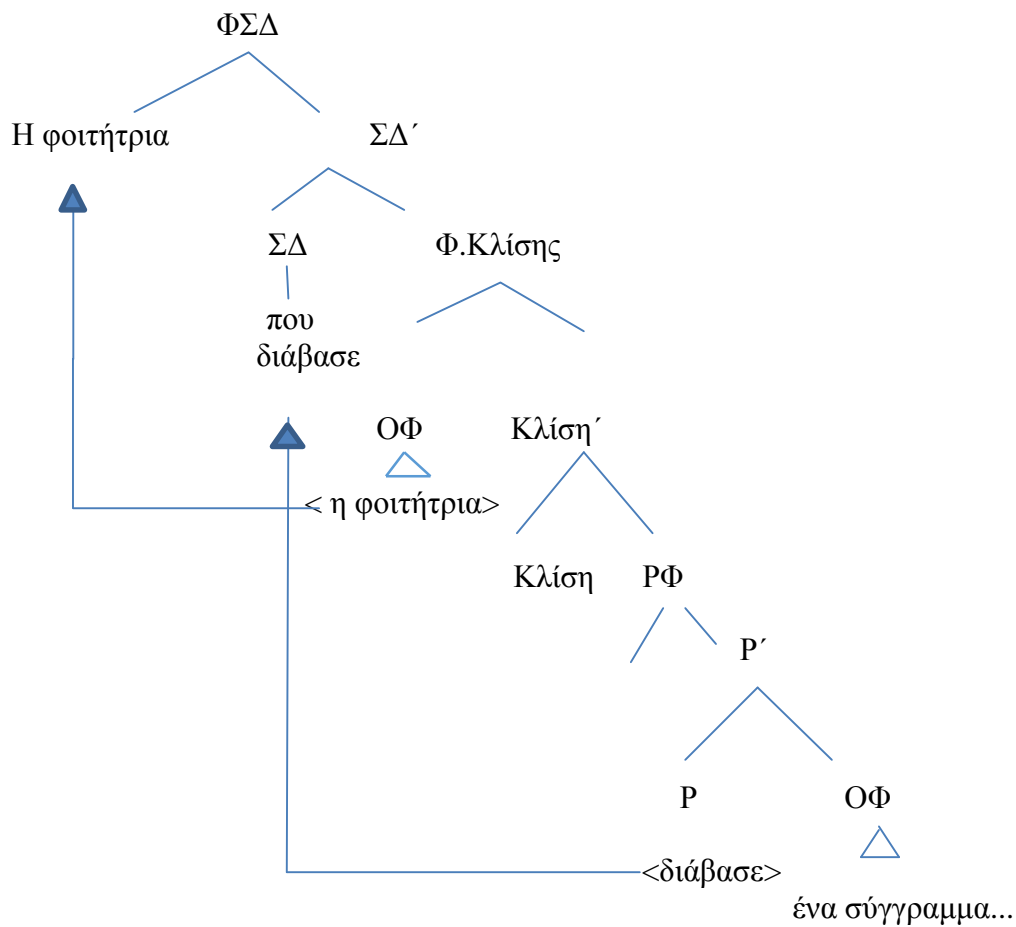 ΦΣΔ
Η φοιτήτρια ΣΔ΄
ΣΔ Φ.Κλίσης
που
διάβασε
ΟΦ Κλίση΄
< η φοιτήτρια>
Κλίση ΡΦ
Ρ΄
Ρ ΟΦ
<διάβασε>
ένα σύγγραμμα...